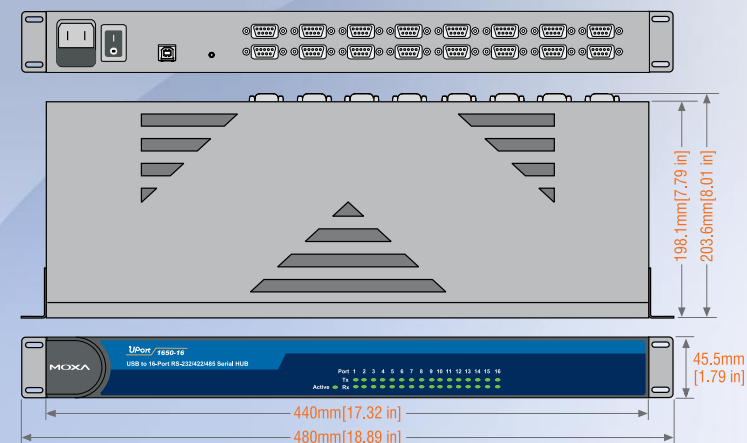 198.1mm[7.79 in]
203.6mm[8.01 in]
UPort 1650-16
USB to 16-Port RS-232/422/485 Serial HUB
MOXA
Port 1 2 3 4 5 6 7 8 9 10 11 12 13 14 15 16
Tx
Active Rx
45.5mm
[1.79 in]
440mm[17.32 in]
480mm[18.89 in]